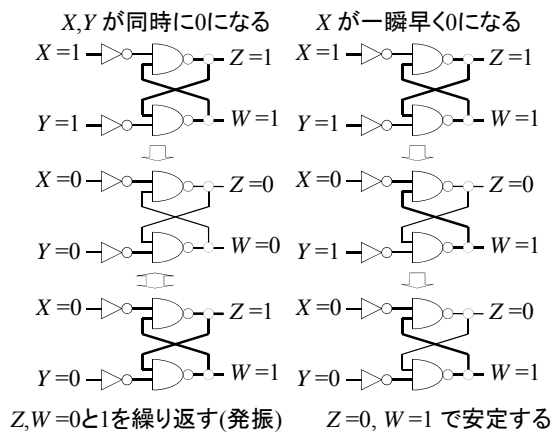 X,Y が同時に0になる
X=1
Z=1
Y=1
W=1
X=0
Z=0
Y=0
W=0
X=0
Z=1
Y=0
W=1
Z,W =0と1を繰り返す(発振)
X が一瞬早く0になる
X=1
Z=1
Y=1
W=1
X=0
Z=0
Y=1
W=1
X=0
Z=0
Y=0
W=1
Z=0, W=1 で安定する